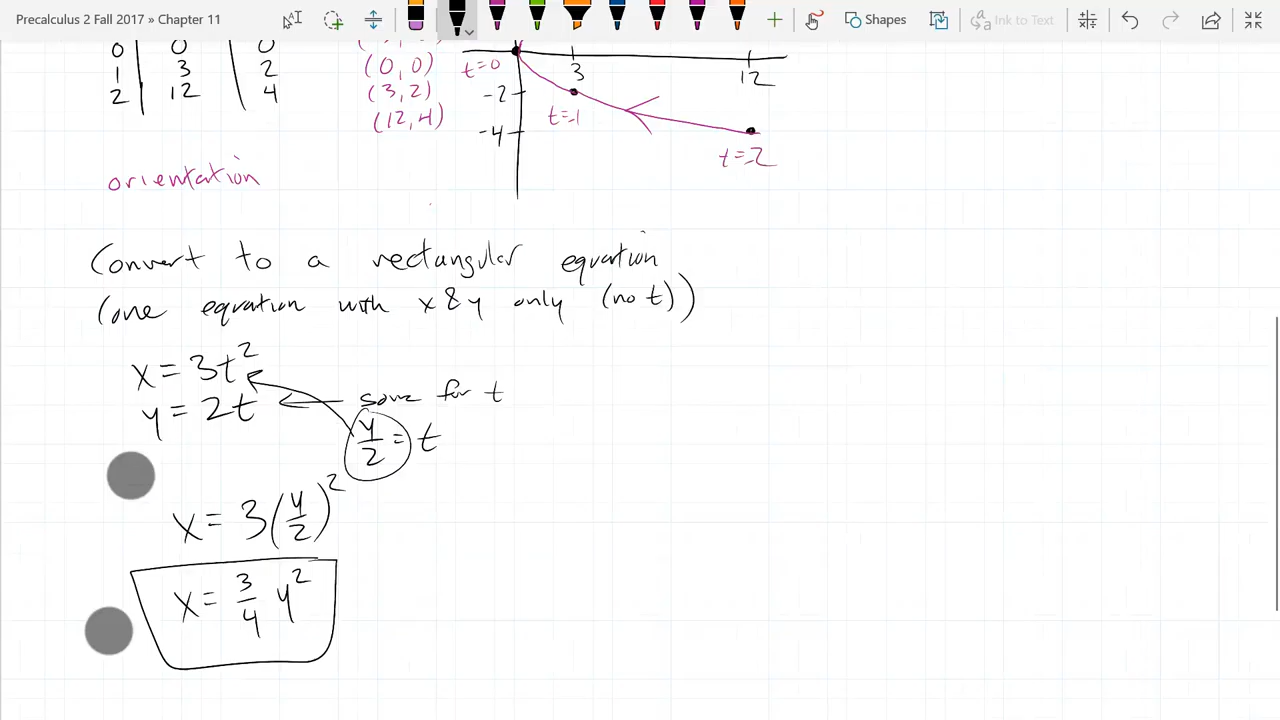 Precalculus 2 Fall 2017 » Chapter 11
Shapes
Ink to Text
0 0 0
1 3 2
2 12 4
(0,0)
(3,2)
(12,4)
t=0
3
12
-2
-4
t=-1
t=-2
orientation
Convert to a rectangular equation
(one equation with x & y only (no t))
x = 3t²
y = 2t
solve for t
y/2 = t
x = 3(y/2)²
x = 3/4 y²